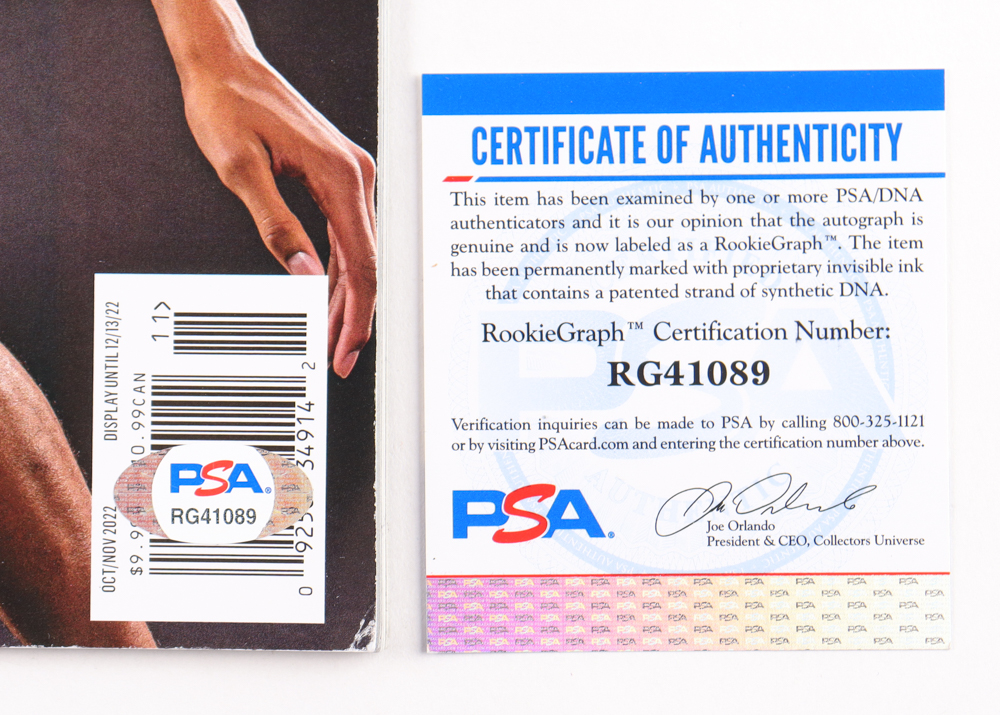 OCT/NOV 2022 DISPLAY UNTIL 12/13/22
0.99CAN
11>
34914 2
0
PSA®
RG41089
CERTIFICATE OF AUTHENTICITY
This item has been examined by one or more PSA/DNA
authenticators and it is our opinion that the autograph is
genuine and is now labeled as a RookieGraph™. The item
has been permanently marked with proprietary invisible ink
that contains a patented strand of synthetic DNA.
RookieGraph™ Certification Number:
RG41089
Verification inquiries can be made to PSA by calling 800-325-1121
or by visiting PSAcard.com and entering the certification number above.
PSA®
Joe Orlando
President & CEO, Collectors Universe